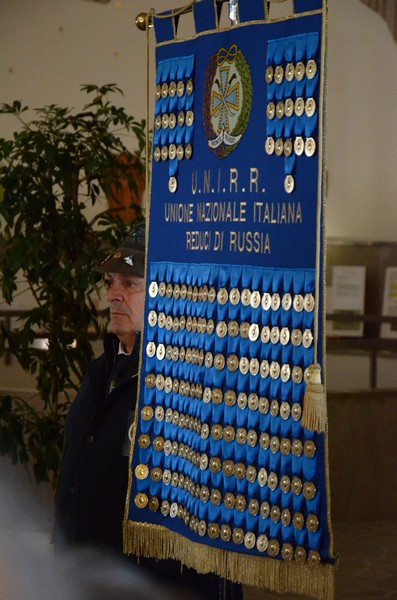 U.N.I.R.R.
UNIONE NAZIONALE ITALIANA
REDUCI DI RUSSIA